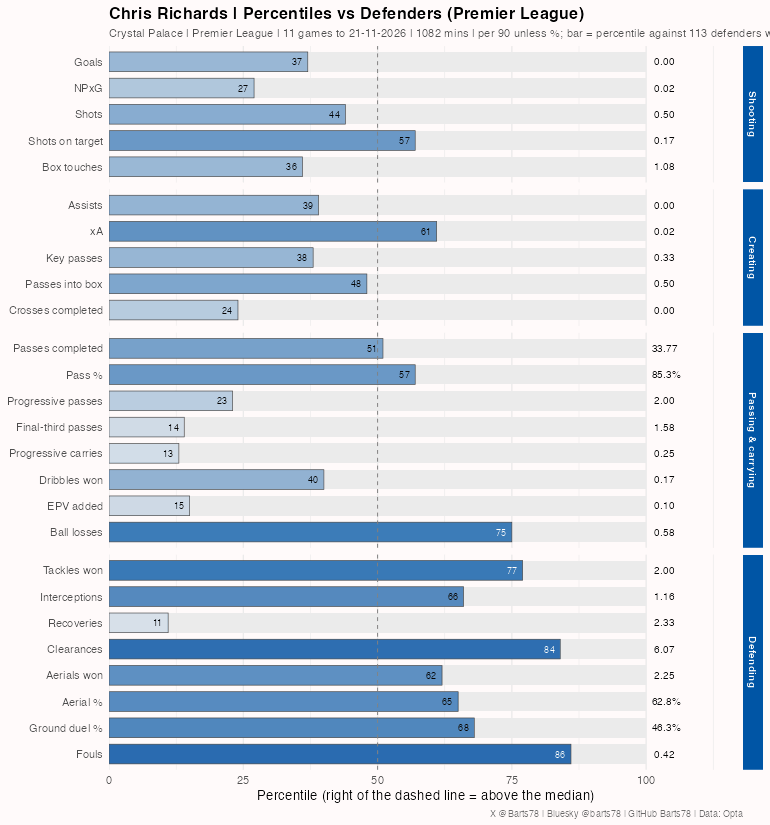 Chris Richards | Percentiles vs Defenders (Premier League)
Crystal Palace | Premier League | 11 games to 21-11-2026 | 1082 mins | per 90 unless %; bar = percentile against 113 defenders
Goals 37 0.00
NPxG 27 0.02
Shots 44 0.50
Shots on target 57 0.17
Box touches 36 1.08
Shooting
Assists 39 0.00
xA 61 0.02
Key passes 38 0.33
Passes into box 48 0.50
Crosses completed 24 0.00
Creating
Passes completed 51 33.77
Pass % 57 85.3%
Progressive passes 23 2.00
Final-third passes 14 1.58
Progressive carries 13 0.25
Dribbles won 40 0.17
EPV added 15 0.10
Ball losses 75 0.58
Passing & carrying
Tackles won 77 2.00
Interceptions 66 1.16
Recoveries 11 2.33
Clearances 84 6.07
Aerials won 62 2.25
Aerial % 65 62.8%
Ground duel % 68 46.3%
Fouls 86 0.42
Defending
0 25 50 75 100
Percentile (right of the dashed line = above the median)
X @Barts78 | Bluesky @barts78 | GitHub Barts78 | Data: Opta